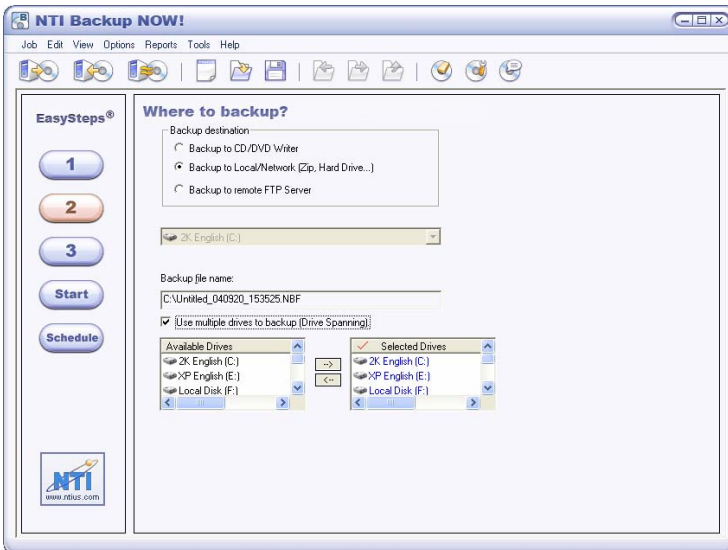 NTI Backup NOW!
Job Edit View Options Reports Tools Help
EasySteps®
1
2
3
Start
Schedule
NTI
www.ntius.com
Where to backup?
Backup destination
Backup to CD/DVD Writer
Backup to Local/Network (Zip, Hard Drive...)
Backup to remote FTP Server
2K English (C:)
Backup file name:
C:\Untitled_040920_153525.NBF
Use multiple drives to backup (Drive Spanning).
Available Drives
2K English (C:)
XP English (E:)
Local Disk (F:)
-->
<--
Selected Drives
2K English (C:)
XP English (E:)
Local Disk (F:)